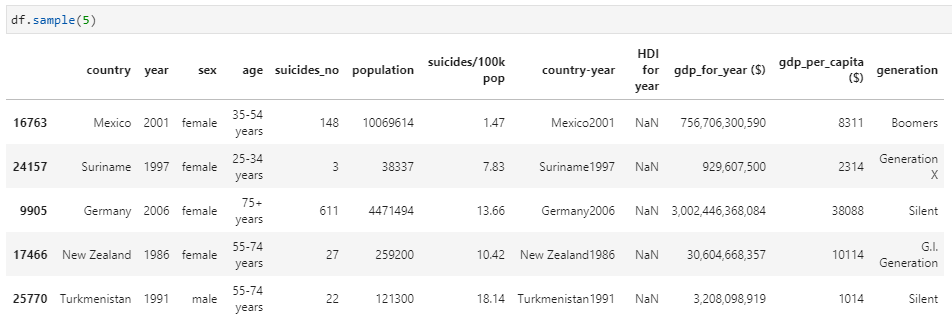 df.sample(5)
country year sex age suicides_no population suicides/100k pop country-year HDI for year gdp_for_year ($) gdp_per_capita ($) generation
16763 Mexico 2001 female 35-54 years 148 10069614 1.47 Mexico2001 NaN 756,706,300,590 8311 Boomers
24157 Suriname 1997 female 25-34 years 3 38337 7.83 Suriname1997 NaN 929,607,500 2314 Generation X
9905 Germany 2006 female 75+ years 611 4471494 13.66 Germany2006 NaN 3,002,446,368,084 38088 Silent
17466 New Zealand 1986 female 55-74 years 27 259200 10.42 New Zealand1986 NaN 30,604,668,357 10114 G.I. Generation
25770 Turkmenistan 1991 male 55-74 years 22 121300 18.14 Turkmenistan1991 NaN 3,208,098,919 1014 Silent